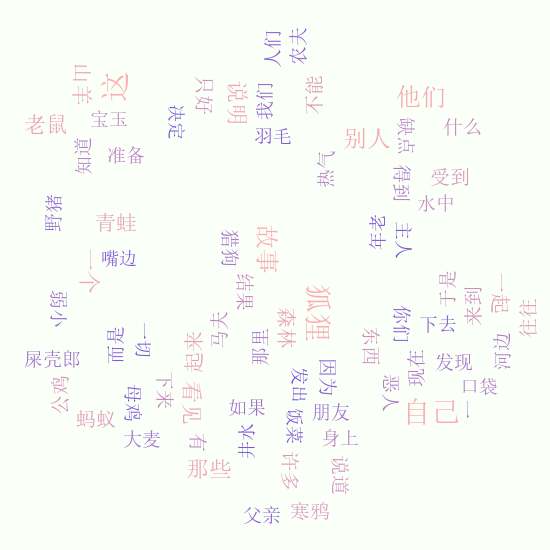 人们
农夫
山羊
这
只好
说明
我们
不能
他们
老鼠
宝玉
决定
羽毛
别人
缺点
什么
知道
准备
热气
得到
受到
水中
野猪
青蛙
嘴边
一个
猎狗
故事
老牛
主人
弱小
而是
一切
结果
马夫
狐狸
森林
那里
于是
来到
一起
往往
你们
下去
河边
东西
现在
发现
屎壳郎
起来
公鸡
蚂蚁
母鸡
下来
看见
大麦
有
那些
如果
井水
发出
因为
饭菜
朋友
身上
许多
说道
恶人
自己
口袋
一
父亲
寒鸦